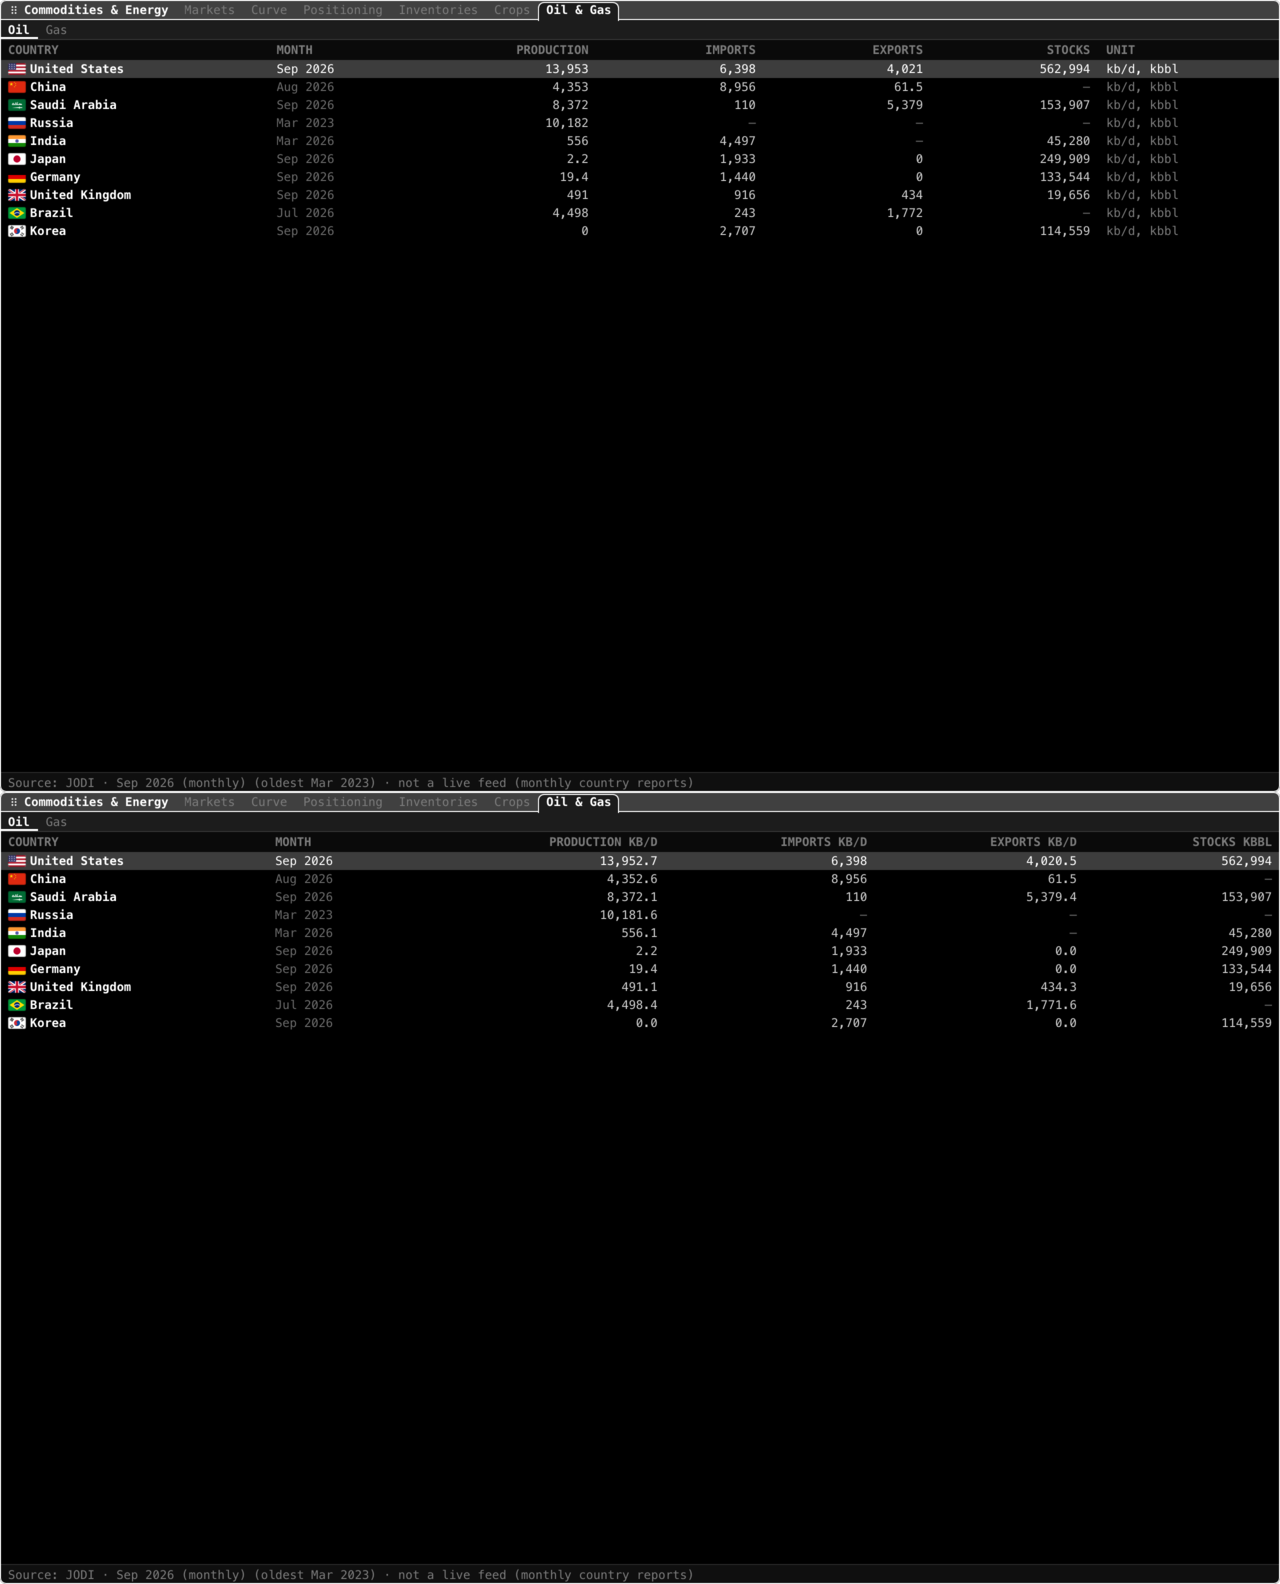 ⠿ Commodities & Energy Markets Curve Positioning Inventories Crops Oil & Gas
Oil Gas
COUNTRY MONTH PRODUCTION IMPORTS EXPORTS STOCKS UNIT
United States Sep 2026 13,953 6,398 4,021 562,994 kb/d, kbbl
China Aug 2026 4,353 8,956 61.5 — kb/d, kbbl
Saudi Arabia Sep 2026 8,372 110 5,379 153,907 kb/d, kbbl
Russia Mar 2023 10,182 — — — kb/d, kbbl
India Mar 2026 556 4,497 — 45,280 kb/d, kbbl
Japan Sep 2026 2.2 1,933 0 249,909 kb/d, kbbl
Germany Sep 2026 19.4 1,440 0 133,544 kb/d, kbbl
United Kingdom Sep 2026 491 916 434 19,656 kb/d, kbbl
Brazil Jul 2026 4,498 243 1,772 — kb/d, kbbl
Korea Sep 2026 0 2,707 0 114,559 kb/d, kbbl
Source: JODI · Sep 2026 (monthly) (oldest Mar 2023) · not a live feed (monthly country reports)
⠿ Commodities & Energy Markets Curve Positioning Inventories Crops Oil & Gas
Oil Gas
COUNTRY MONTH PRODUCTION KB/D IMPORTS KB/D EXPORTS KB/D STOCKS KBBL
United States Sep 2026 13,952.7 6,398 4,020.5 562,994
China Aug 2026 4,352.6 8,956 61.5 —
Saudi Arabia Sep 2026 8,372.1 110 5,379.4 153,907
Russia Mar 2023 10,181.6 — — —
India Mar 2026 556.1 4,497 — 45,280
Japan Sep 2026 2.2 1,933 0.0 249,909
Germany Sep 2026 19.4 1,440 0.0 133,544
United Kingdom Sep 2026 491.1 916 434.3 19,656
Brazil Jul 2026 4,498.4 243 1,771.6 —
Korea Sep 2026 0.0 2,707 0.0 114,559
Source: JODI · Sep 2026 (monthly) (oldest Mar 2023) · not a live feed (monthly country reports)